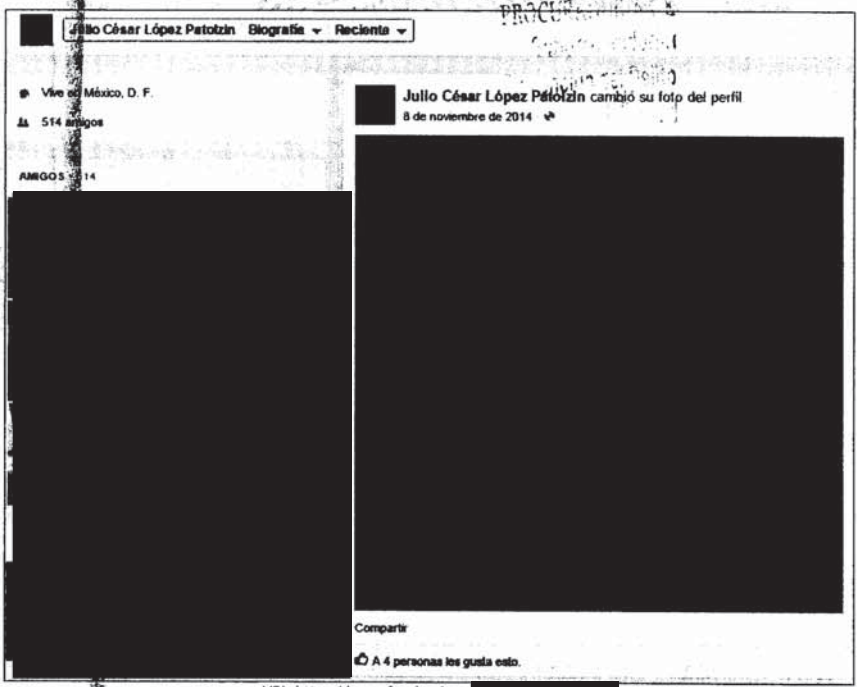 Julio César López Patolzin Biografía Reciente
Vive en México, D. F.
514 amigos
AMIGOS 514
Julio César López Patolzin cambió su foto del perfil
8 de noviembre de 2014
Compartir
A 4 personas les gusta esto.